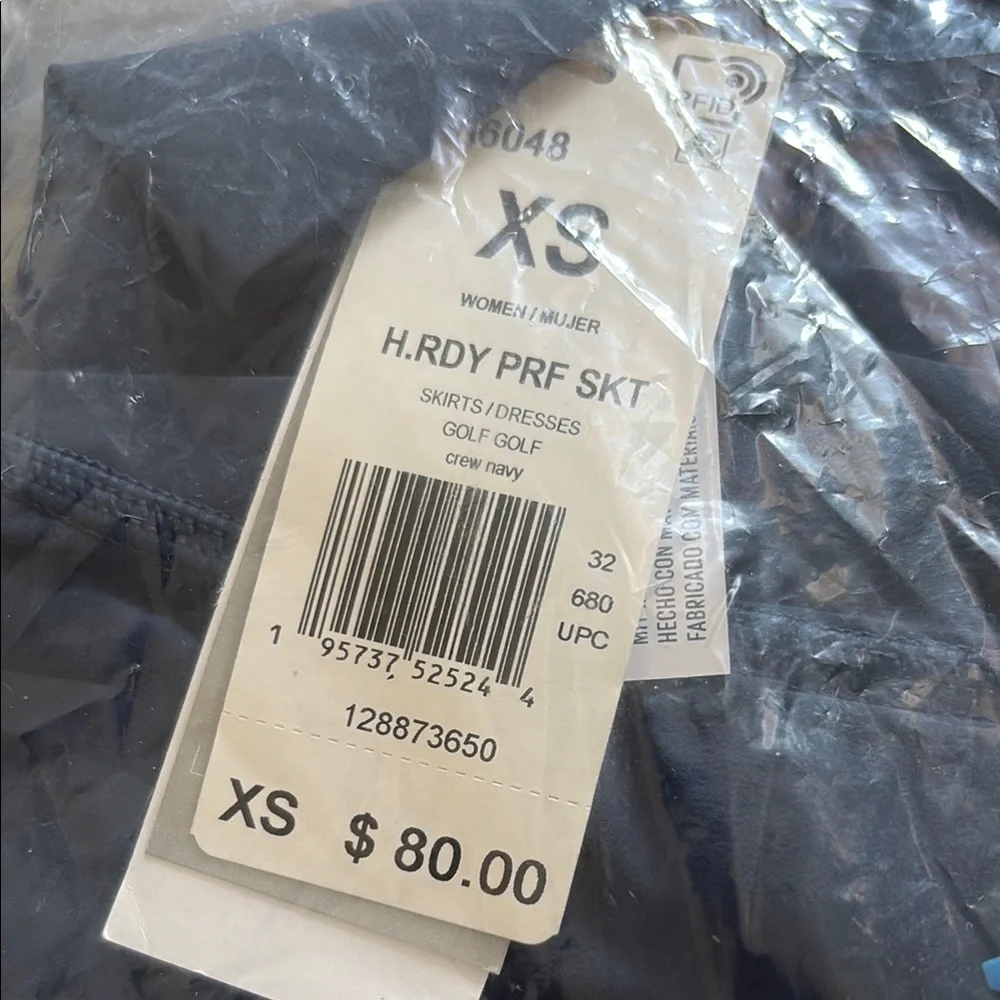 6048
RFID
XS
WOMEN / MUJER
H.RDY PRF SKT
SKIRTS / DRESSES
GOLF GOLF
crew navy
32
680
UPC
1 95737 52524 4
128873650
XS $ 80.00
HECHO CON
FABRICADO COM MATERIAIS